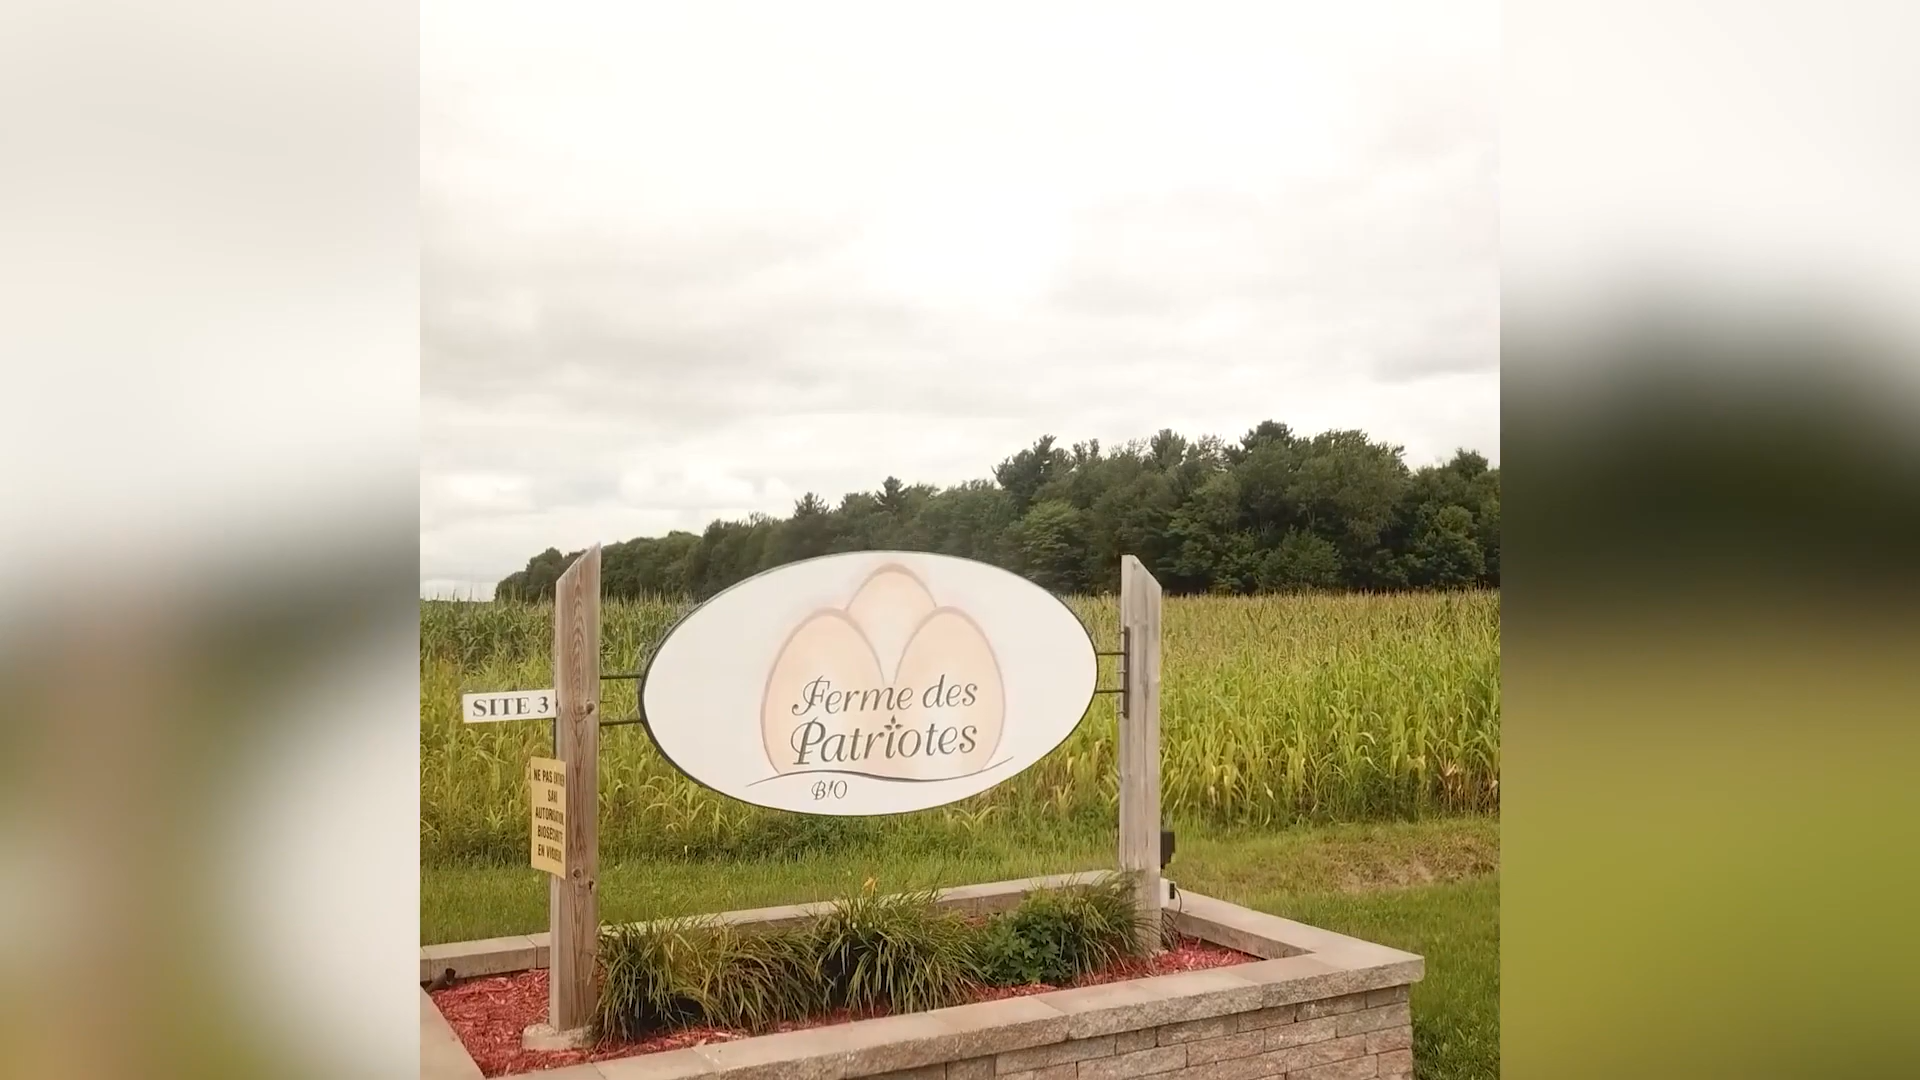 Ferme des
Patriotes
BIO
SITE 3
NE PAS ENTRER
SANS
AUTORISATION
BIOSÉCURITÉ
EN VIGUEUR